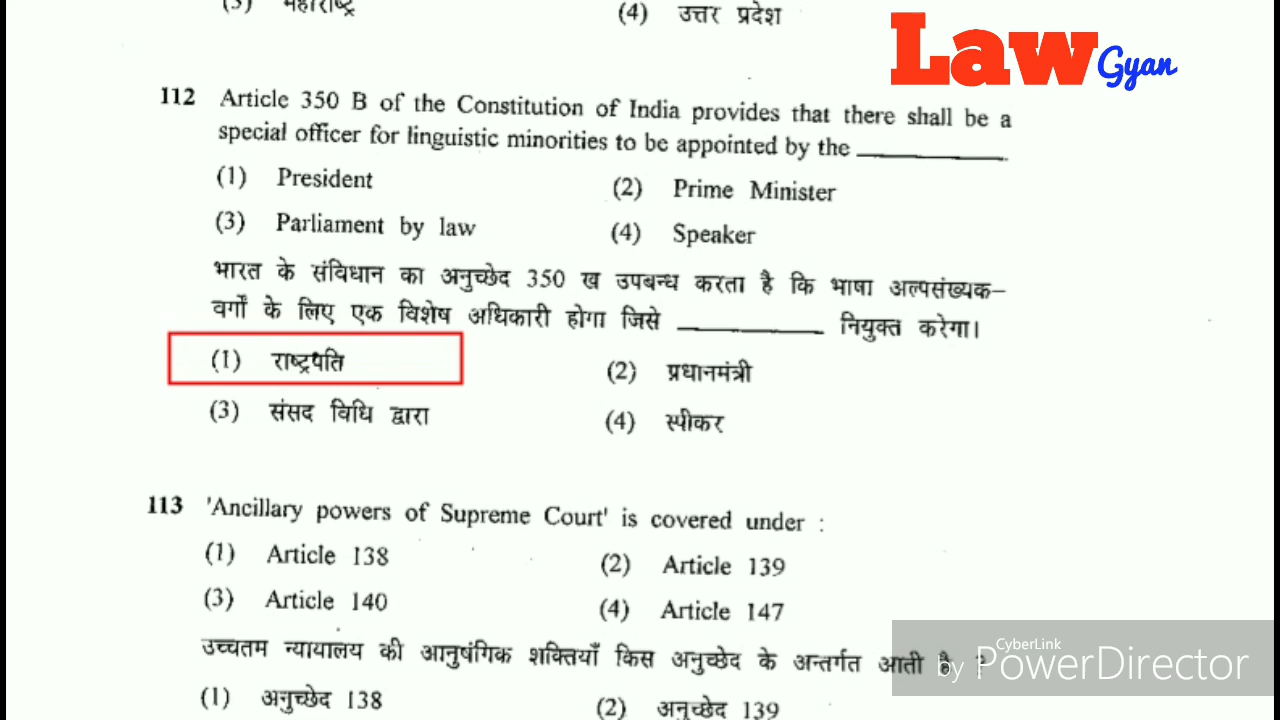 (3) महाराष्ट्र (4) उत्तर प्रदेश
Law Gyan
112 Article 350 B of the Constitution of India provides that there shall be a
special officer for linguistic minorities to be appointed by the ____________
(1) President (2) Prime Minister
(3) Parliament by law (4) Speaker
भारत के संविधान का अनुच्छेद 350 ख उपबन्ध करता है कि भाषा अल्पसंख्यक–
वर्गों के लिए एक विशेष अधिकारी होगा जिसे ____________ नियुक्त करेगा।
(1) राष्ट्रपति (2) प्रधानमंत्री
(3) संसद विधि द्वारा (4) स्पीकर
113 'Ancillary powers of Supreme Court' is covered under :
(1) Article 138 (2) Article 139
(3) Article 140 (4) Article 147
उच्चतम न्यायालय की आनुषंगिक शक्तियाँ किस अनुच्छेद के अन्तर्गत आती है ?
(1) अनुच्छेद 138 (2) अनुच्छेद 139
CyberLink
by PowerDirector